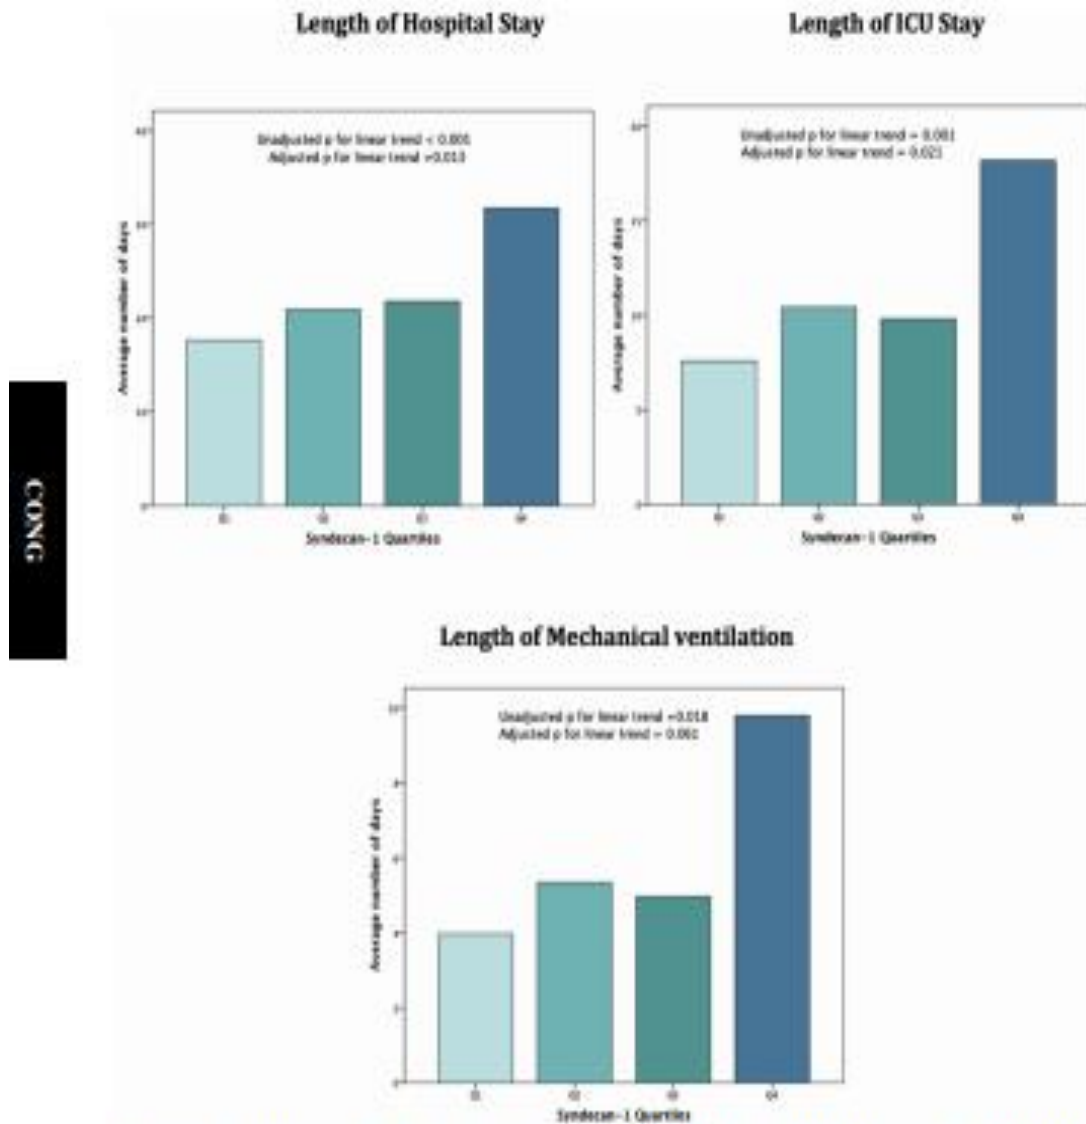 Length of Hospital Stay
Unadjusted p for linear trend < 0.001
Adjusted p for linear trend =0.013
Average number of days
Syndecan-1 Quartiles
Length of ICU Stay
Unadjusted p for linear trend = 0.001
Adjusted p for linear trend = 0.021
Average number of days
Syndecan-1 Quartiles
CONG
Length of Mechanical ventilation
Unadjusted p for linear trend =0.018
Adjusted p for linear trend = 0.061
Average number of days
Syndecan-1 Quartiles